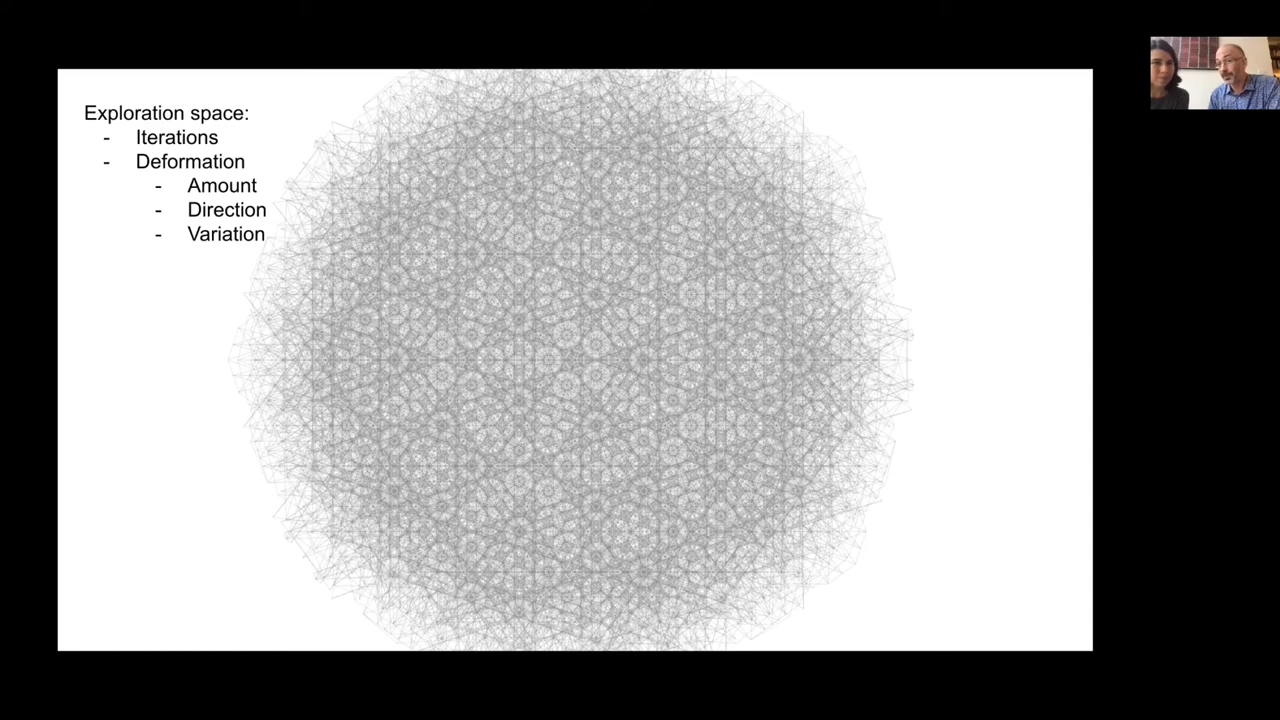 Exploration space:
- Iterations
- Deformation
- Amount
- Direction
- Variation